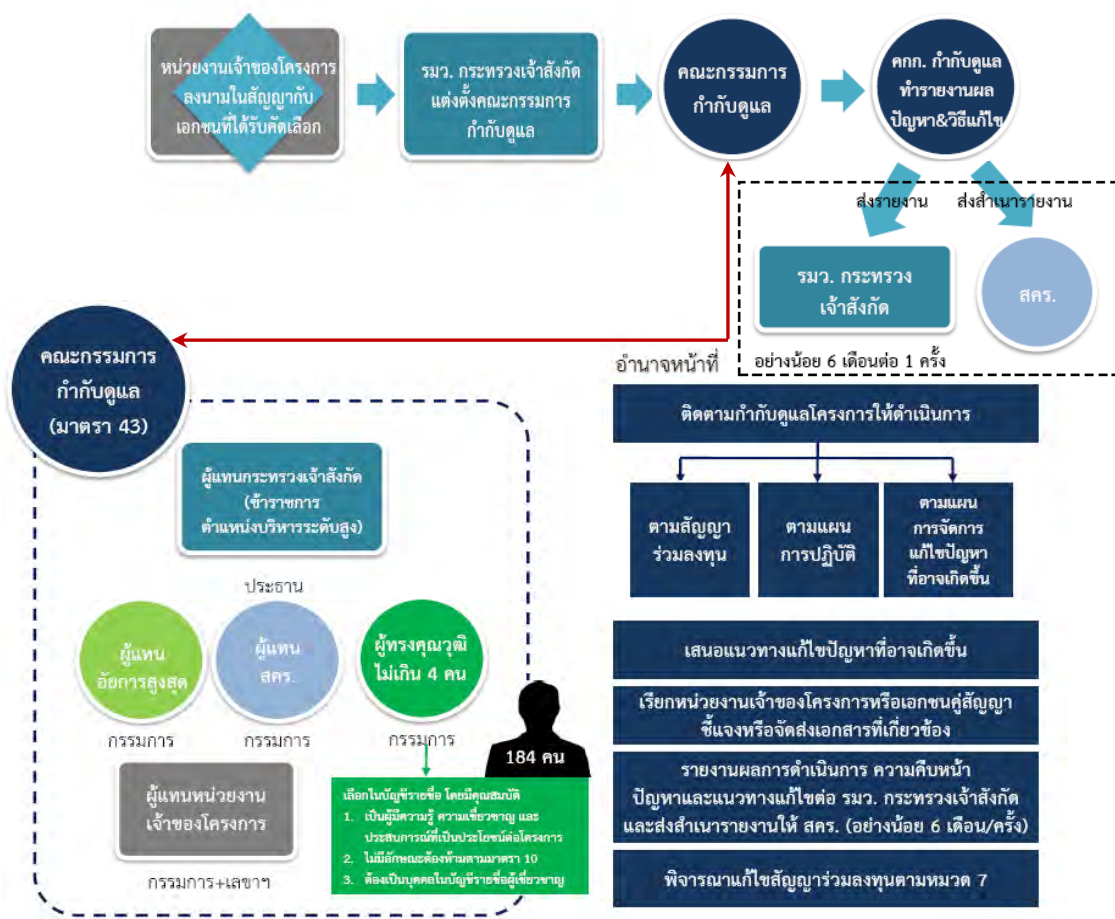 หน่วยงานเจ้าของโครงการ
ลงนามในสัญญากับ
เอกชนที่ได้รับคัดเลือก
รมว. กระทรวงเจ้าสังกัด
แต่งตั้งคณะกรรมการ
กำกับดูแล
คณะกรรมการ
กำกับดูแล
คกก. กำกับดูแล
ทำรายงานผล
ปัญหา&วิธีแก้ไข
ส่งรายงาน
ส่งสำเนารายงาน
รมว. กระทรวง
เจ้าสังกัด
สคร.
อย่างน้อย 6 เดือนต่อ 1 ครั้ง
คณะกรรมการ
กำกับดูแล
(มาตรา 43)
ผู้แทนกระทรวงเจ้าสังกัด
(ข้าราชการ
ตำแหน่งบริหารระดับสูง)
ประธาน
ผู้แทน
อัยการสูงสุด
กรรมการ
ผู้แทน
สคร.
กรรมการ
ผู้ทรงคุณวุฒิ
ไม่เกิน 4 คน
กรรมการ
184 คน
ผู้แทนหน่วยงาน
เจ้าของโครงการ
กรรมการ+เลขาฯ
เลือกในบัญชีรายชื่อ โดยมีคุณสมบัติ
1. เป็นผู้มีความรู้ ความเชี่ยวชาญ และ
ประสบการณ์ที่เป็นประโยชน์ต่อโครงการ
2. ไม่มีลักษณะต้องห้ามตามมาตรา 10
3. ต้องเป็นบุคคลในบัญชีรายชื่อผู้เชี่ยวชาญ
อำนาจหน้าที่
ติดตามกำกับดูแลโครงการให้ดำเนินการ
ตามสัญญา
ร่วมลงทุน
ตามแผน
การปฏิบัติ
ตามแผน
การจัดการ
แก้ไขปัญหา
ที่อาจเกิดขึ้น
เสนอแนวทางแก้ไขปัญหาที่อาจเกิดขึ้น
เรียกหน่วยงานเจ้าของโครงการหรือเอกชนคู่สัญญา
ชี้แจงหรือจัดส่งเอกสารที่เกี่ยวข้อง
รายงานผลการดำเนินการ ความคืบหน้า
ปัญหาและแนวทางแก้ไขต่อ รมว. กระทรวงเจ้าสังกัด
และส่งสำเนารายงานให้ สคร. (อย่างน้อย 6 เดือน/ครั้ง)
พิจารณาแก้ไขสัญญาร่วมลงทุนตามหมวด 7